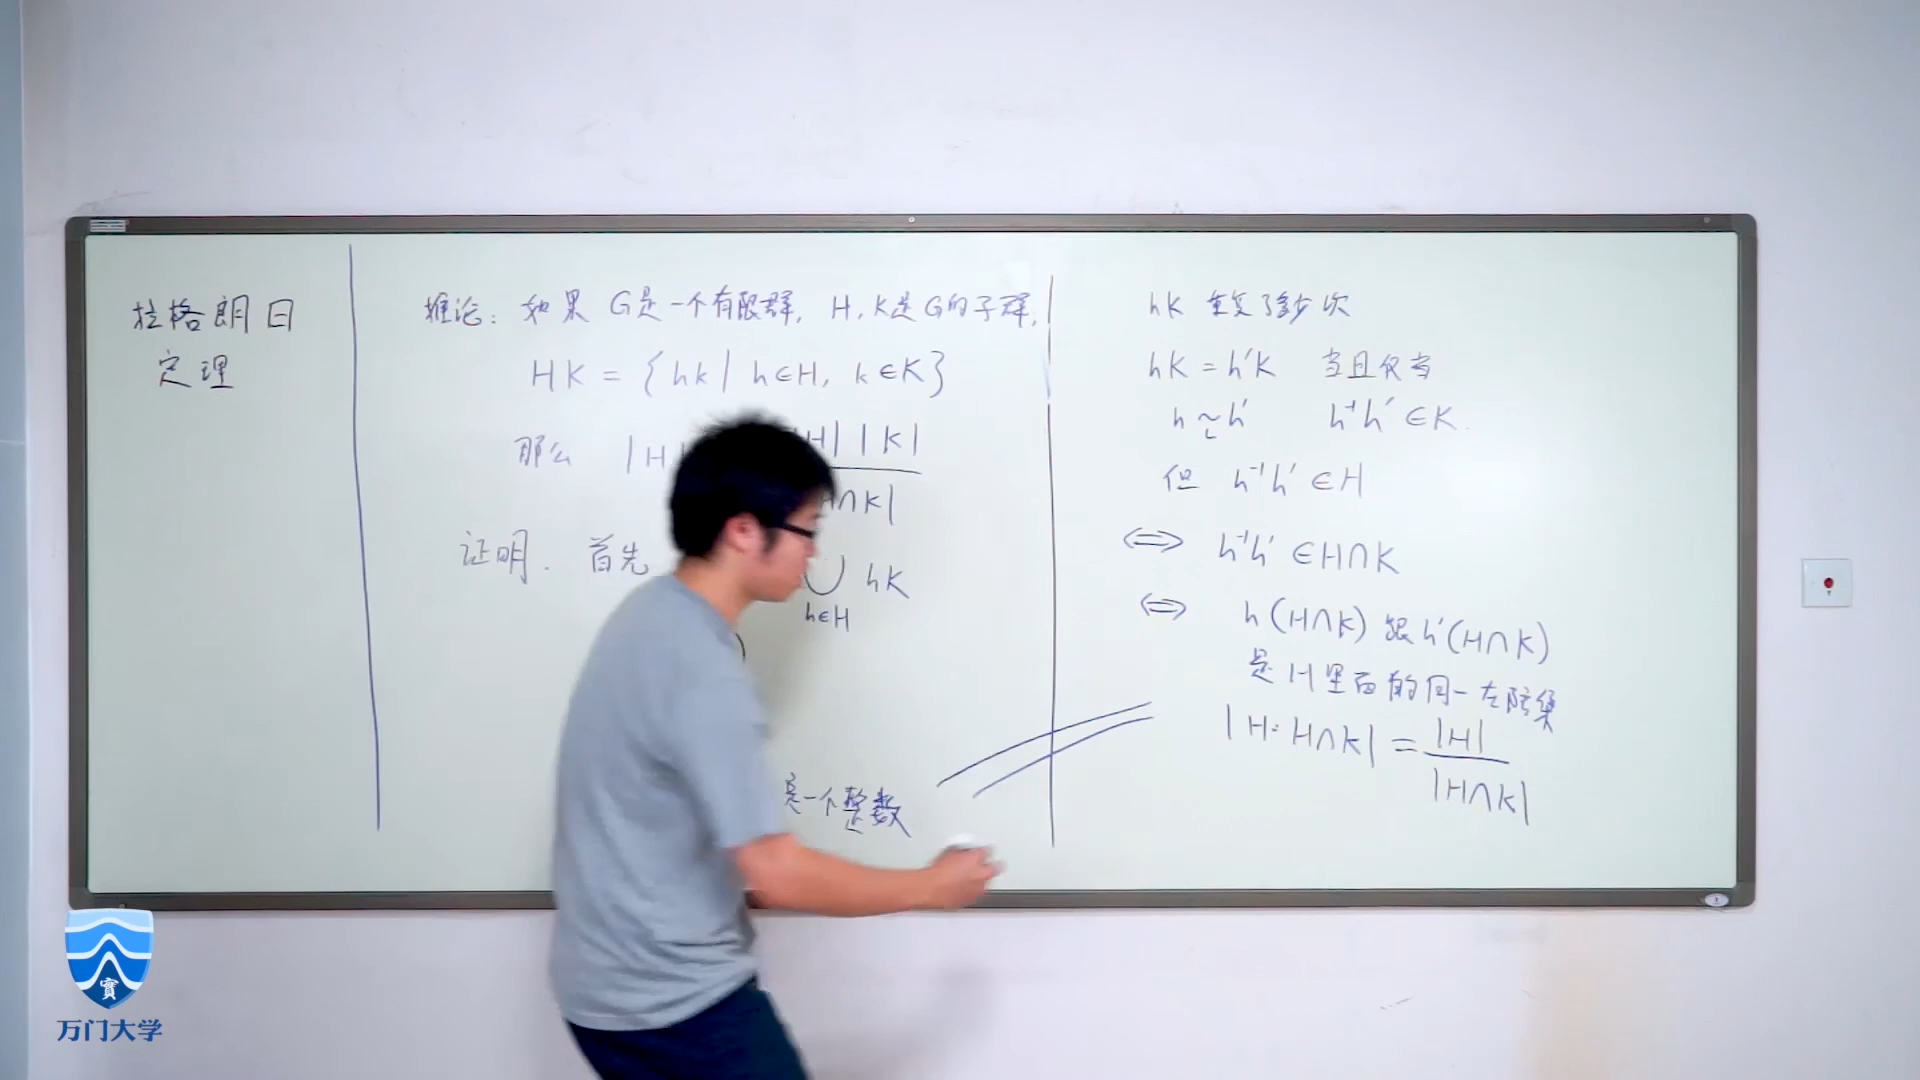 拉格朗日
定理
推论: 如果 G是一个有限群, H, K是G的子群,
HK = {hk | h∈H, k∈K}
那么 |H |H| |K|
H∩K|
证明. 首先 ∪ hK
h∈H
是一个整数
hK 重复了多少次
hK = h'K 当且仅当
h ~ h' h⁻¹h' ∈K.
L
但 h⁻¹h' ∈H
⇔ h⁻¹h' ∈H∩K
⇔ h(H∩K) 跟 h'(H∩K)
是 H 里面的同一左陪集
|H:H∩K| = |H|
|H∩K|
寶
万门大学